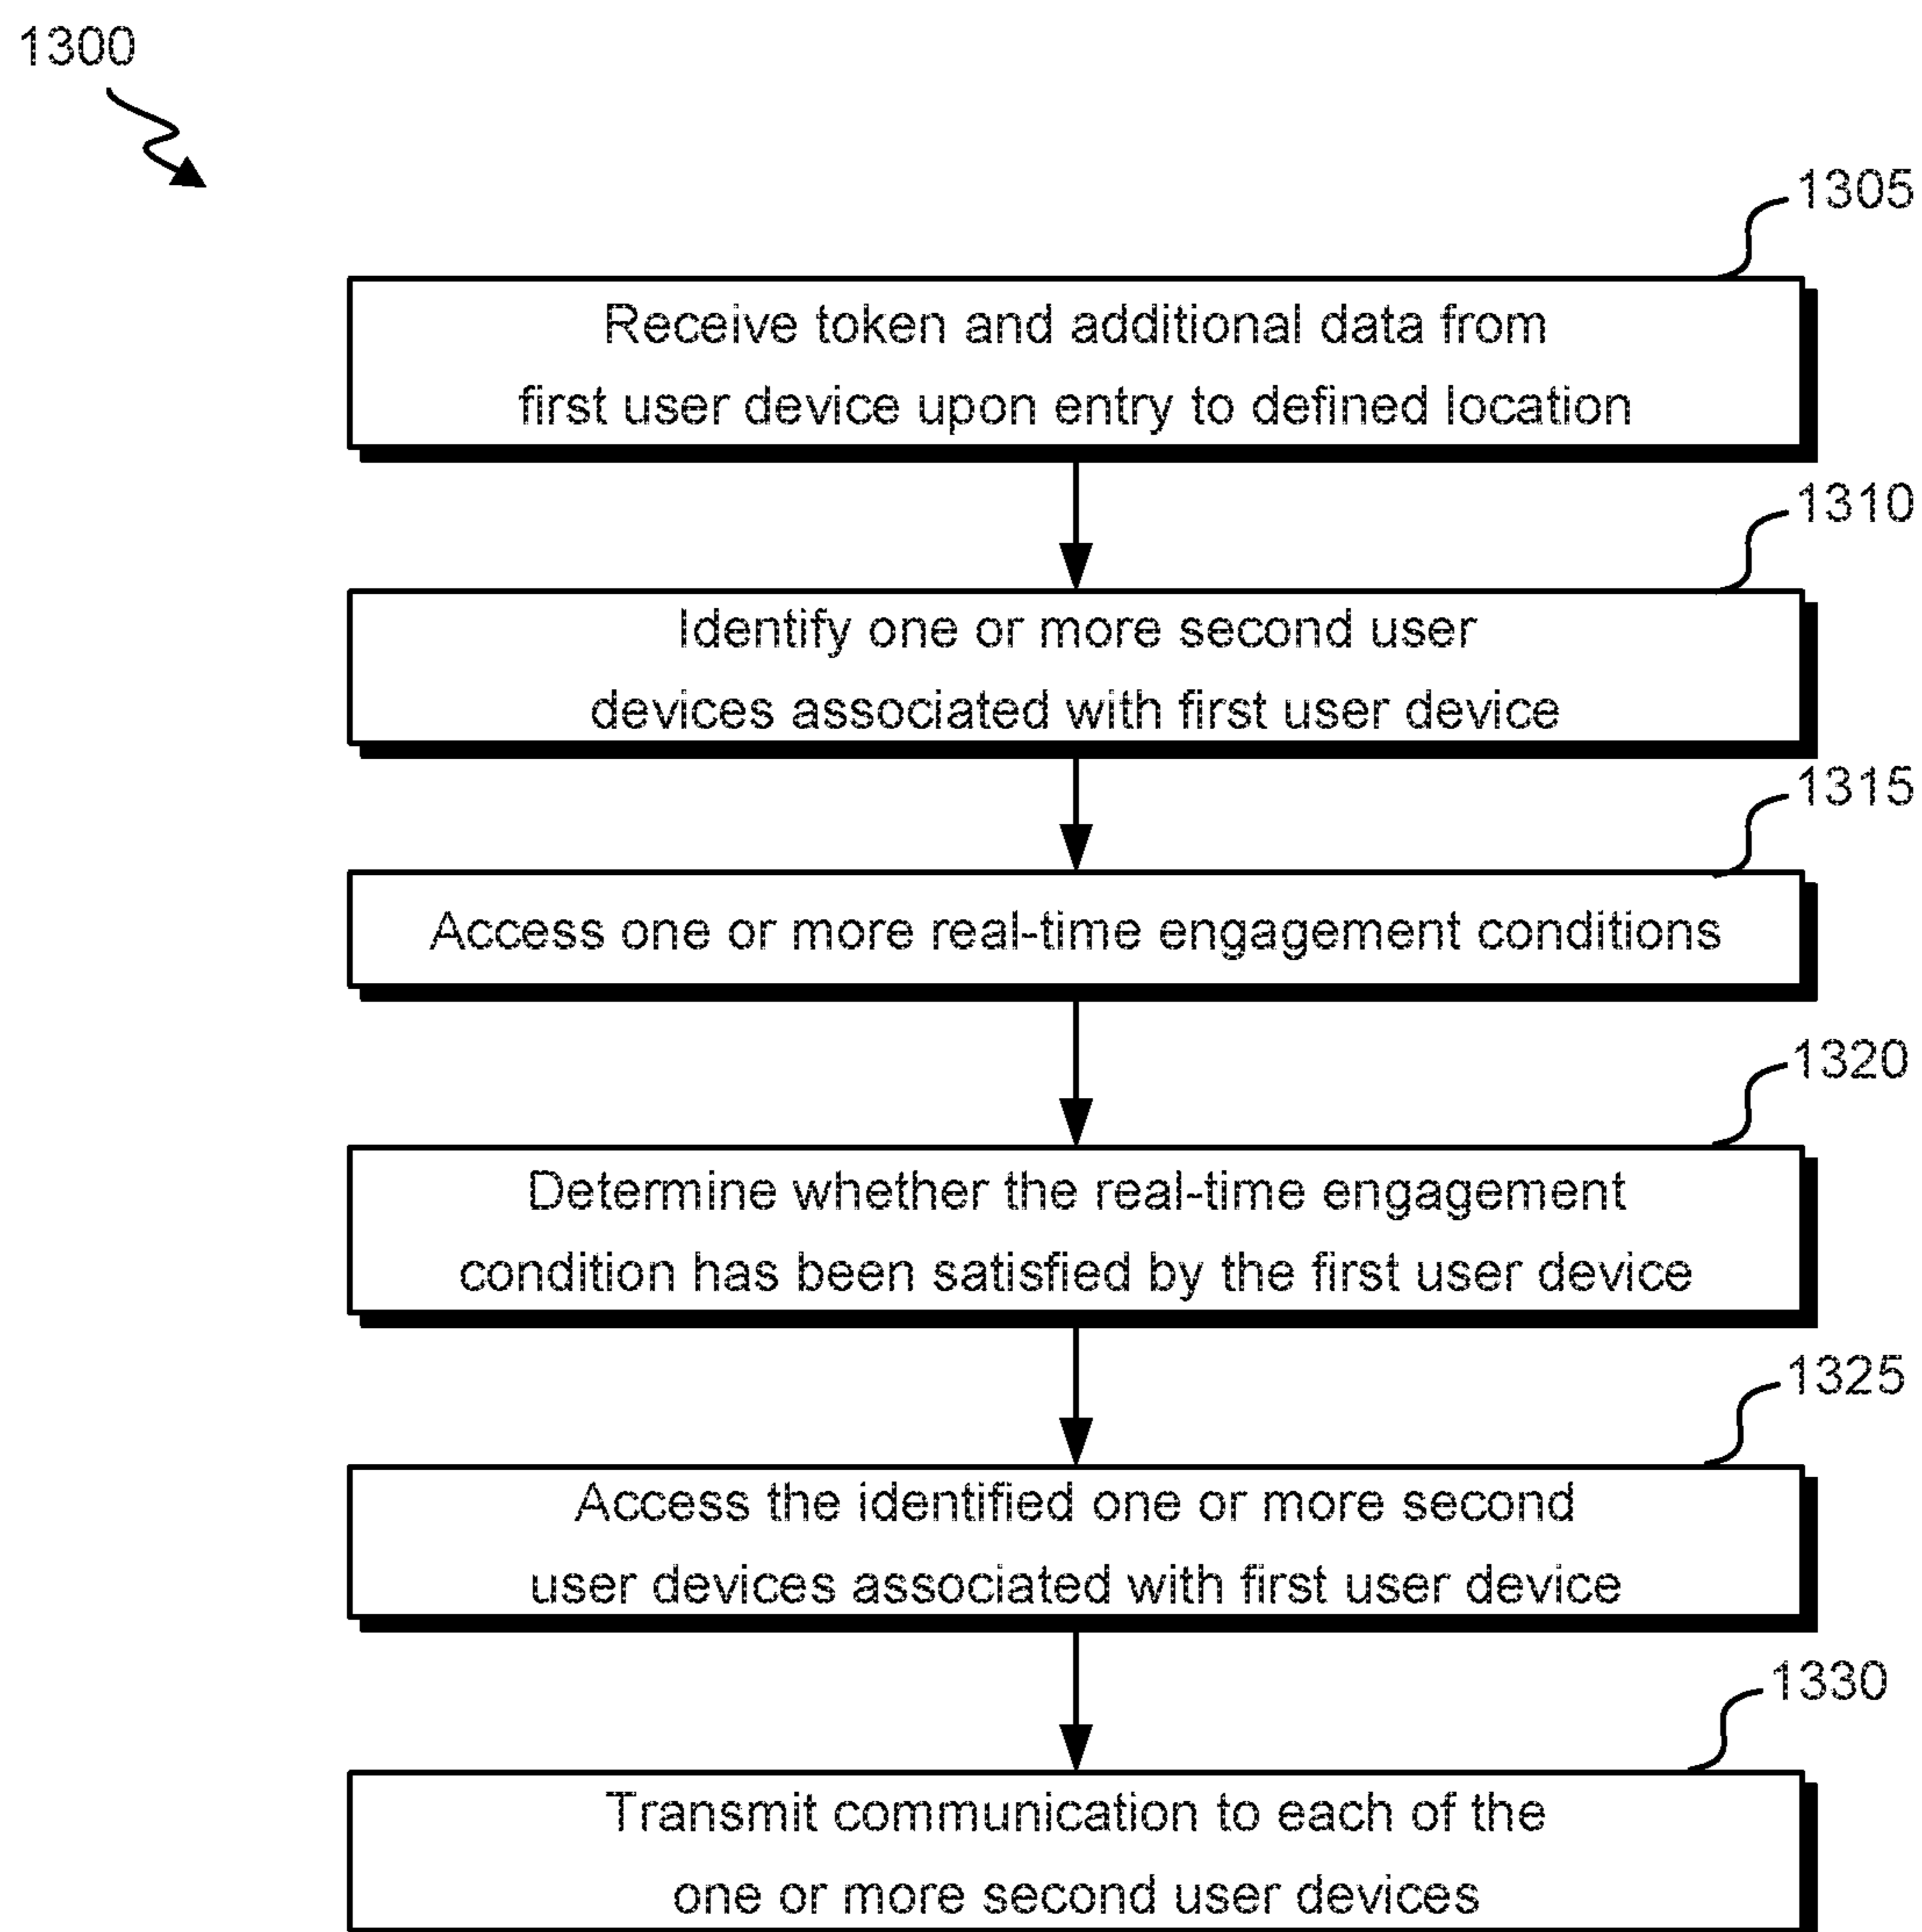 1300
1305
Receive token and additional data from
first user device upon entry to defined location
1310
Identify one or more second user
devices associated with first user device
1315
Access one or more real-time engagement conditions
1320
Determine whether the real-time engagement
condition has been satisfied by the first user device
1325
Access the identified one or more second
user devices associated with first user device
1330
Transmit communication to each of the
one or more second user devices